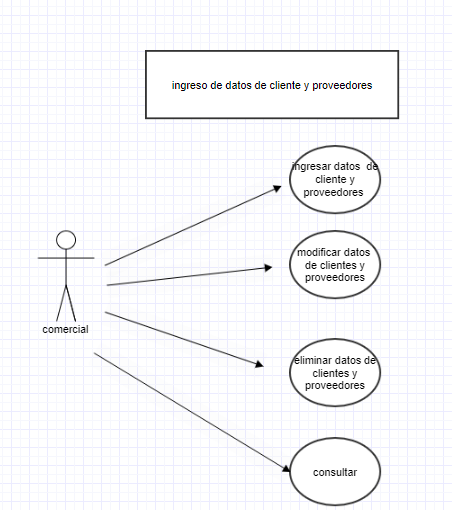 ingreso de datos de cliente y proveedores
ingresar datos de
cliente y
proveedores
modificar datos
de clientes y
proveedores
comercial
eliminar datos de
clientes y
proveedores
consultar